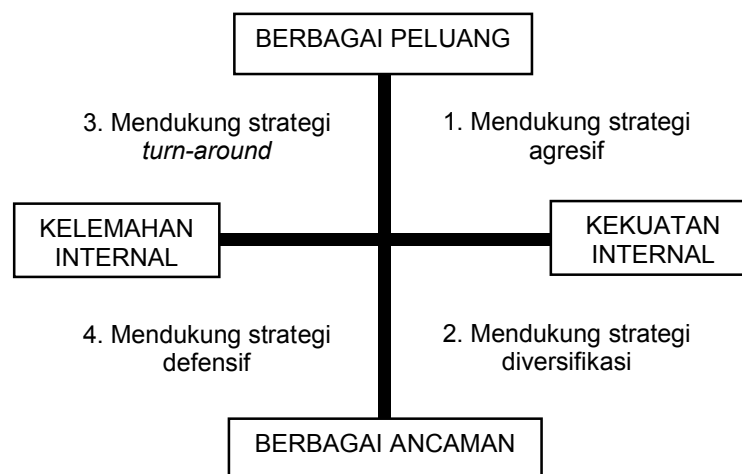 BERBAGAI PELUANG
3. Mendukung strategi
turn-around
1. Mendukung strategi
agresif
KELEMAHAN
INTERNAL
KEKUATAN
INTERNAL
4. Mendukung strategi
defensif
2. Mendukung strategi
diversifikasi
BERBAGAI ANCAMAN